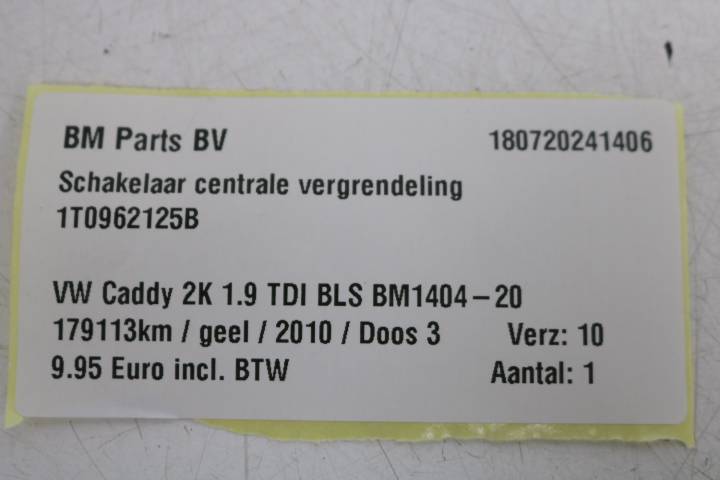 BM Parts BV 180720241406
Schakelaar centrale vergrendeling
1T0962125B
VW Caddy 2K 1.9 TDI BLS BM1404-20
179113km / geel / 2010 / Doos 3 Verz: 10
9.95 Euro incl. BTW Aantal: 1